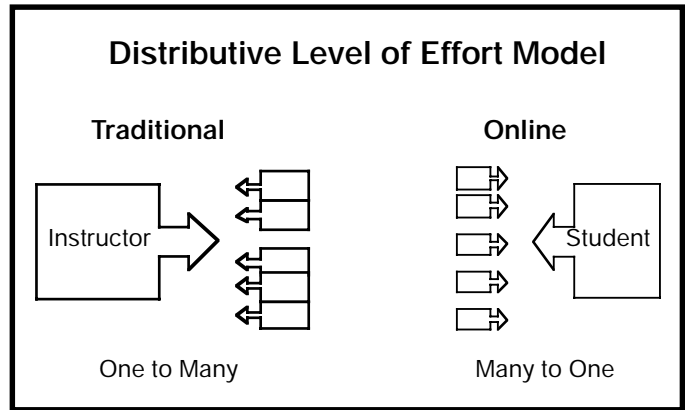 Distributive Level of Effort Model
Traditional
Online
Instructor
Student
One to Many
Many to One